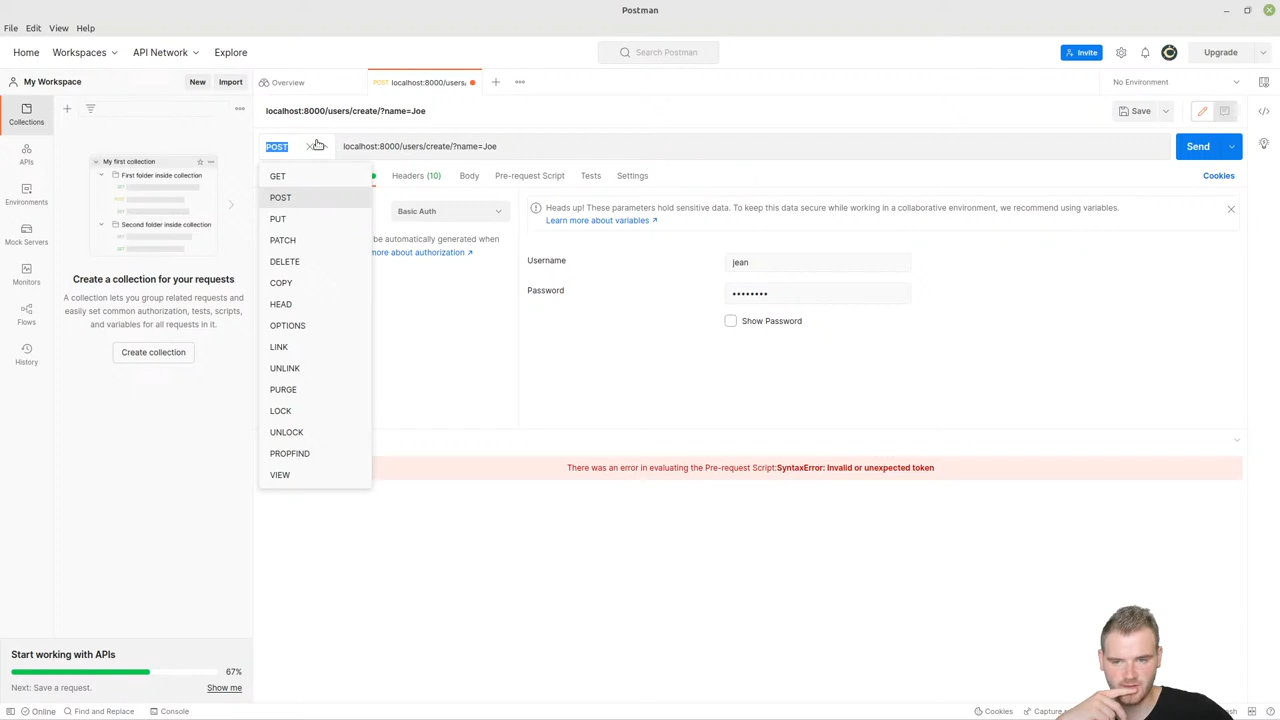 Postman
File Edit View Help
Home Workspaces API Network Explore
Search Postman
Invite
Upgrade
My Workspace
New Import
Overview
POST localhost:8000/users/
No Environment
Collections
APIs
Environments
Mock Servers
Monitors
Flows
History
My first collection
First folder inside collection
Second folder inside collection
Create a collection for your requests
A collection lets you group related requests and
easily set common authorization, tests, scripts,
and variables for all requests in it.
Create collection
Start working with APIs
67%
Next: Save a request.
Show me
localhost:8000/users/create/?name=Joe
Save
POST
localhost:8000/users/create/?name=Joe
Send
GET
POST
PUT
PATCH
DELETE
COPY
HEAD
OPTIONS
LINK
UNLINK
PURGE
LOCK
UNLOCK
PROPFIND
VIEW
Headers (10) Body Pre-request Script Tests Settings
Cookies
Basic Auth
be automatically generated when
more about authorization ↗
Heads up! These parameters hold sensitive data. To keep this data secure while working in a collaborative environment, we recommend using variables.
Learn more about variables ↗
Username
jean
Password
••••••••
Show Password
There was an error in evaluating the Pre-request Script:SyntaxError: Invalid or unexpected token
Online
Find and Replace
Console
Cookies
Capture